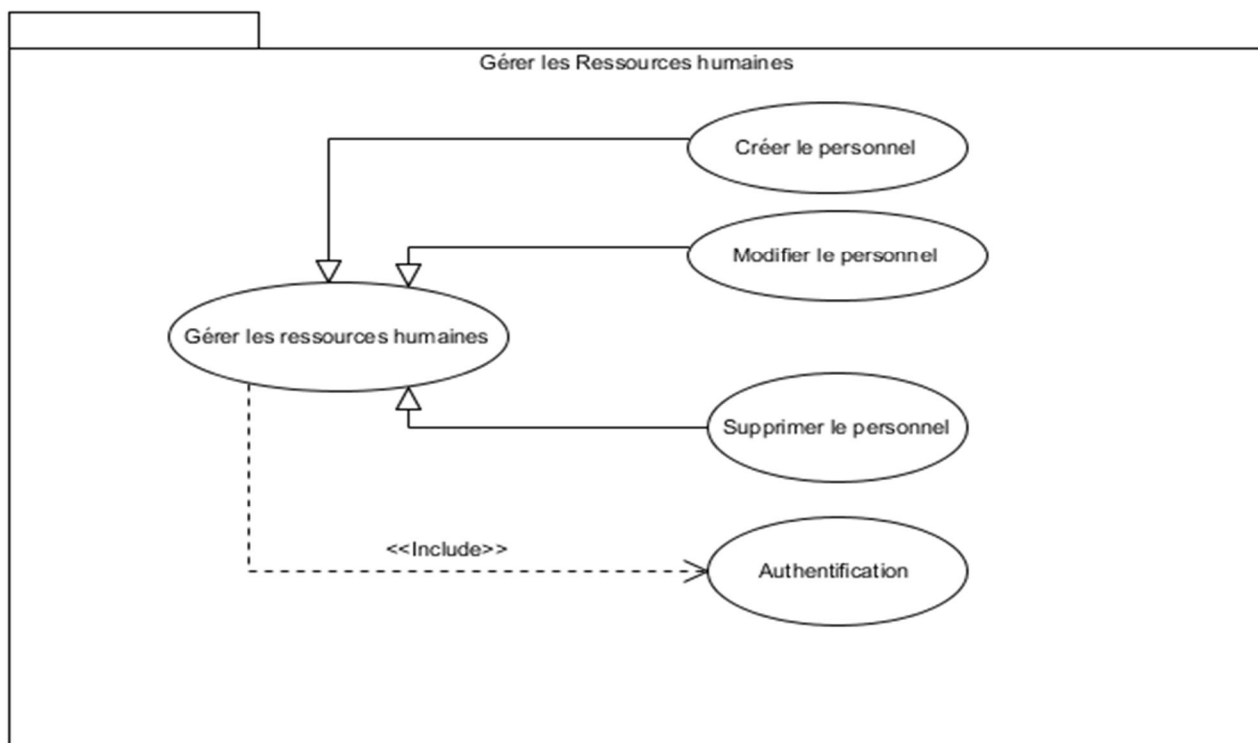 Gérer les Ressources humaines
Créer le personnel
Modifier le personnel
Gérer les ressources humaines
Supprimer le personnel
<<Include>>
Authentification